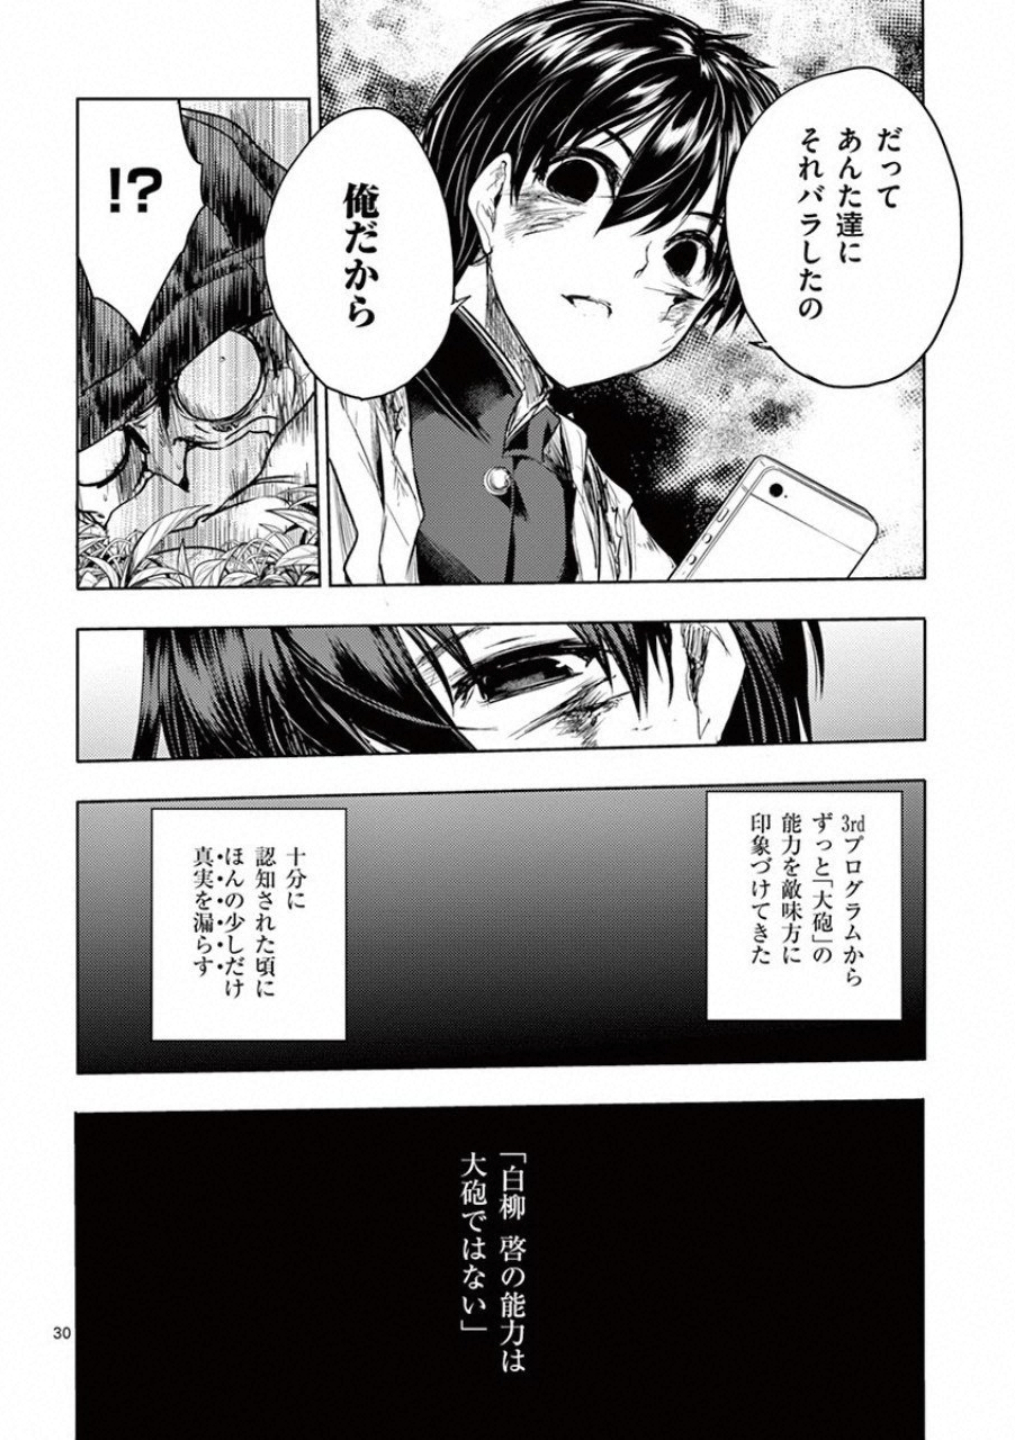 だって
あんた達に
それバラしたの
俺だから
!?
3rdプログラムから
ずっと「大砲」の
能力を敵味方に
印象づけてきた
十分に
認知された頃に
ほんの少しだけ
真実を漏らす
「白柳 啓の能力は
大砲ではない」
30